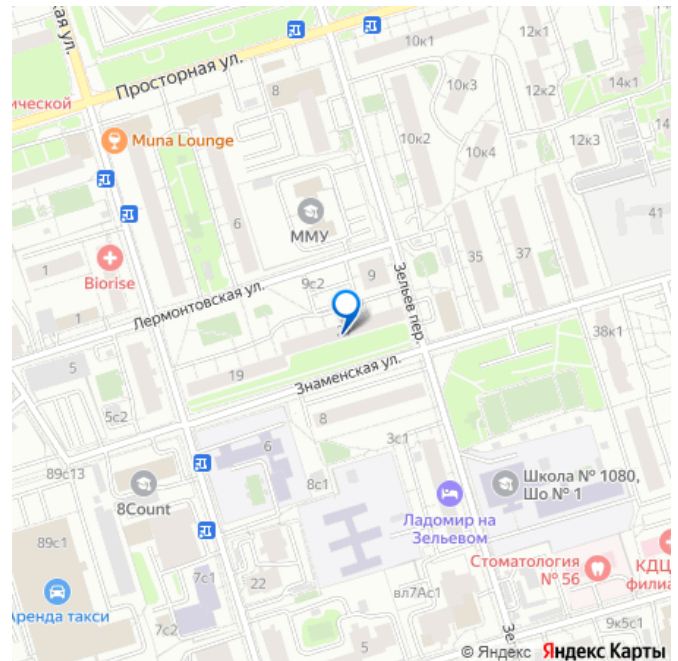 ая ул.
Просторная ул.
10к1
12к1
10к3
12к2
14к1
ической
8
10к2
12к3
14
Muna Lounge
10к4
ММУ
6
41
35
37
1
Biorise
9
Зельев пер.
9с2
Лермонтовская ул.
1
38к1
5
19
Знаменская ул.
5с2
8
6
3с1
89с13
8с1
Школа № 1080,
Шо № 1
8Count
Ладомир на
Зельевом
89с1
Стоматология
№ 56
КДЦ
филиа
7с1
22
вл7Ас1
Аренда такси
7с2
5
Зе
9к5с1
© Яндекс Яндекс Карты